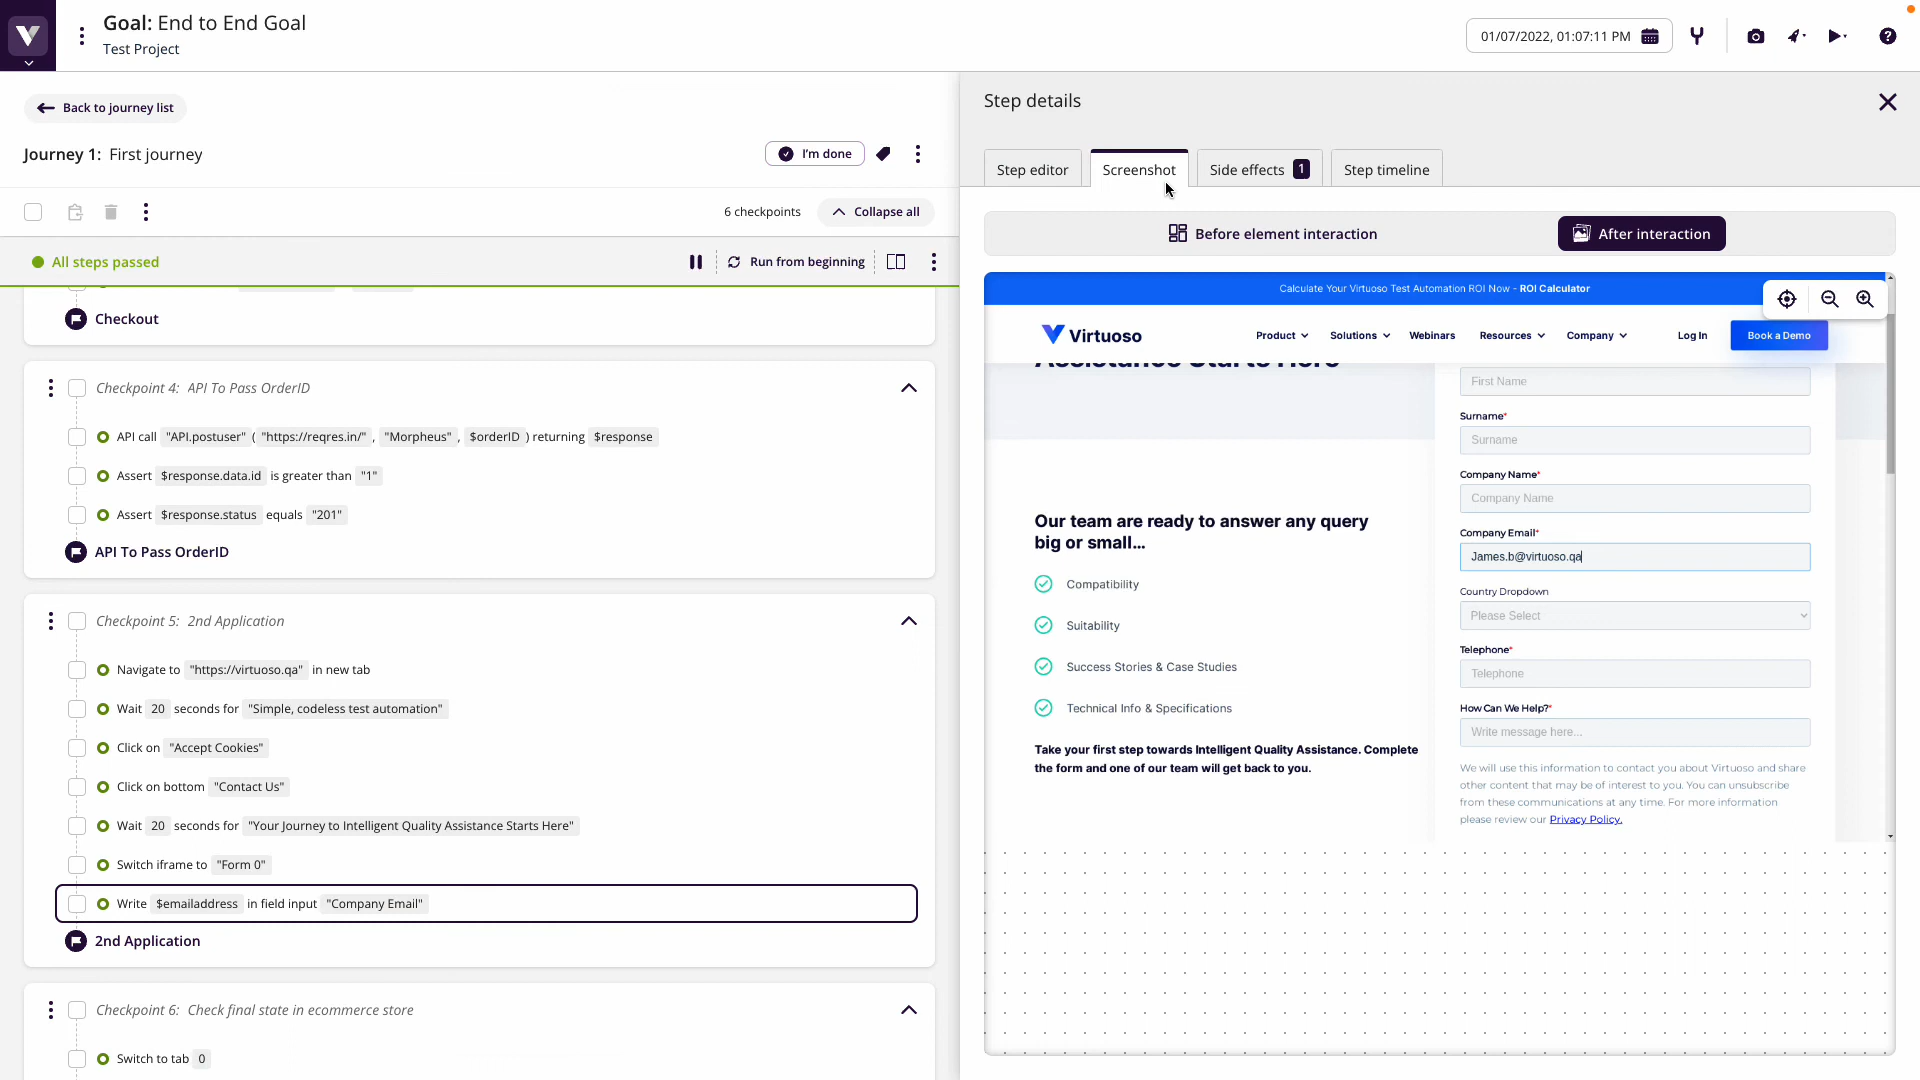 Goal: End to End Goal
Test Project
01/07/2022, 01:07:11 PM
Back to journey list
Journey 1: First journey
I'm done
6 checkpoints
Collapse all
All steps passed
Run from beginning
Checkout
Checkpoint 4: API To Pass OrderID
API call "API.postuser" ( "https://reqres.in/" , "Morpheus" , $orderID ) returning $response
Assert $response.data.id is greater than "1"
Assert $response.status equals "201"
API To Pass OrderID
Checkpoint 5: 2nd Application
Navigate to "https://virtuoso.qa" in new tab
Wait 20 seconds for "Simple, codeless test automation"
Click on "Accept Cookies"
Click on bottom "Contact Us"
Wait 20 seconds for "Your Journey to Intelligent Quality Assistance Starts Here"
Switch iframe to "Form 0"
Write $emailaddress in field input "Company Email"
2nd Application
Checkpoint 6: Check final state in ecommerce store
Switch to tab 0
Step details
Step editor
Screenshot
Side effects 1
Step timeline
Before element interaction
After interaction
Calculate Your Virtuoso Test Automation ROI Now - ROI Calculator
Virtuoso
Product
Solutions
Webinars
Resources
Company
Log In
Book a Demo
Assistance Starts Here
Our team are ready to answer any query
big or small...
Compatibility
Suitability
Success Stories & Case Studies
Technical Info & Specifications
Take your first step towards Intelligent Quality Assistance. Complete
the form and one of our team will get back to you.
First Name
Surname*
Surname
Company Name*
Company Name
Company Email*
James.b@virtuoso.qa
Country Dropdown
Please Select
Telephone*
Telephone
How Can We Help?*
Write message here...
We will use this information to contact you about Virtuoso and share
other content that may be of interest to you. You can unsubscribe
from these communications at any time. For more information
please review our Privacy Policy.